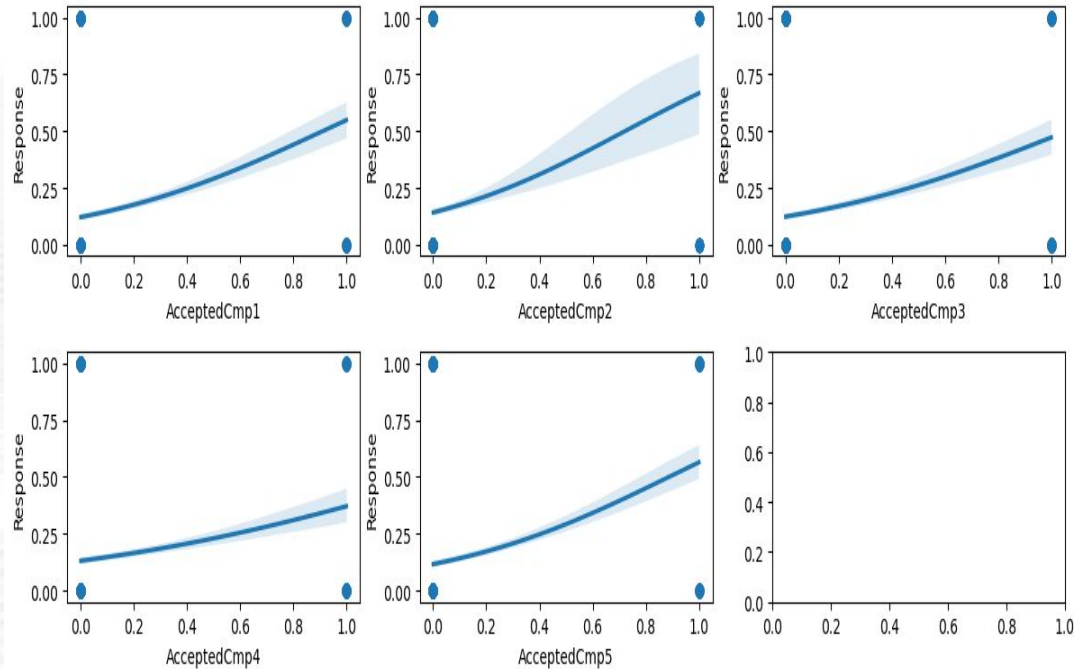 1.00 1.00 1.00
0.75 0.75 0.75
Response Response Response
0.50 0.50 0.50
0.25 0.25 0.25
0.00 0.00 0.00
0.0 0.2 0.4 0.6 0.8 1.0 0.0 0.2 0.4 0.6 0.8 1.0 0.0 0.2 0.4 0.6 0.8 1.0
AcceptedCmp1 AcceptedCmp2 AcceptedCmp3
1.00 1.00 1.0
0.75 0.75 0.8
Response Response
0.50 0.50 0.6
0.4
0.25 0.25 0.2
0.00 0.00 0.0
0.0 0.2 0.4 0.6 0.8 1.0 0.0 0.2 0.4 0.6 0.8 1.0 0.0 0.2 0.4 0.6 0.8 1.0
AcceptedCmp4 AcceptedCmp5